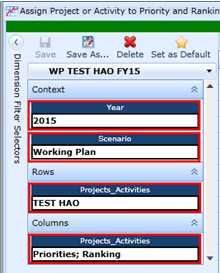 Assign Project or Activity to Priority and Rankin
Save Save As... Delete Set as Default
Dimension Filter Selectors
WP TEST HAO FY15
Context
Year
2015
Scenario
Working Plan
Rows
Projects_Activities
TEST HAO
Columns
Projects_Activities
Priorities; Ranking